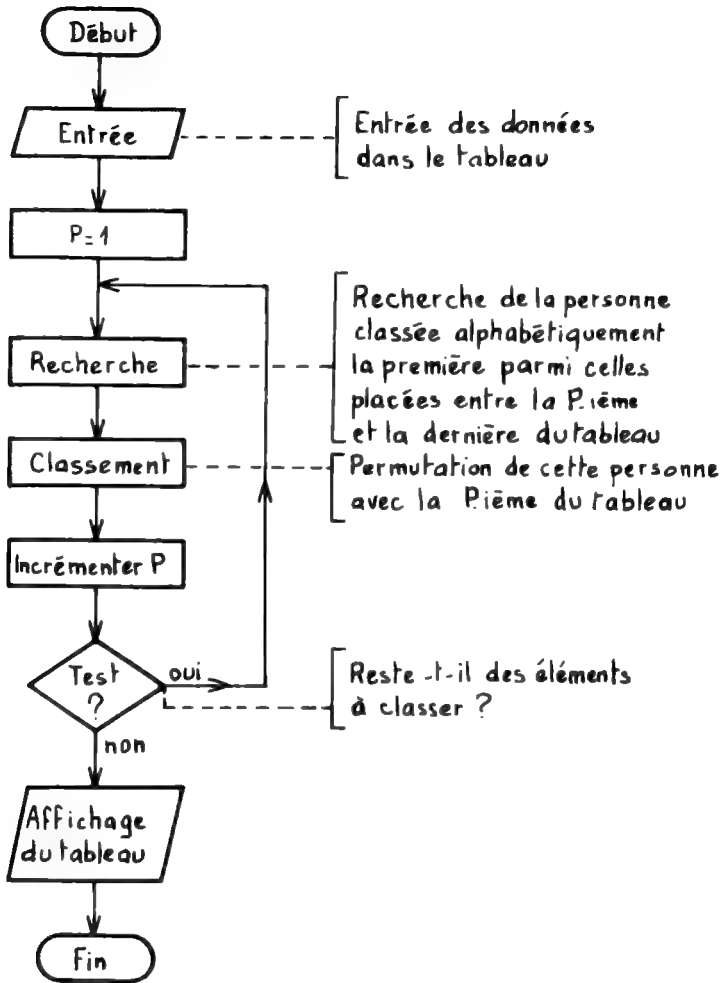 Début
Entrée
Entrée des données
dans le tableau
P=1
Recherche
Recherche de la personne
classée alphabétiquement
la première parmi celles
placées entre la P.ième
et la dernière du tableau
Classement
Permutation de cette personne
avec la P.ième du tableau
Incrémenter P
Test
?
oui
Reste-t-il des éléments
à classer ?
non
Affichage
du tableau
Fin